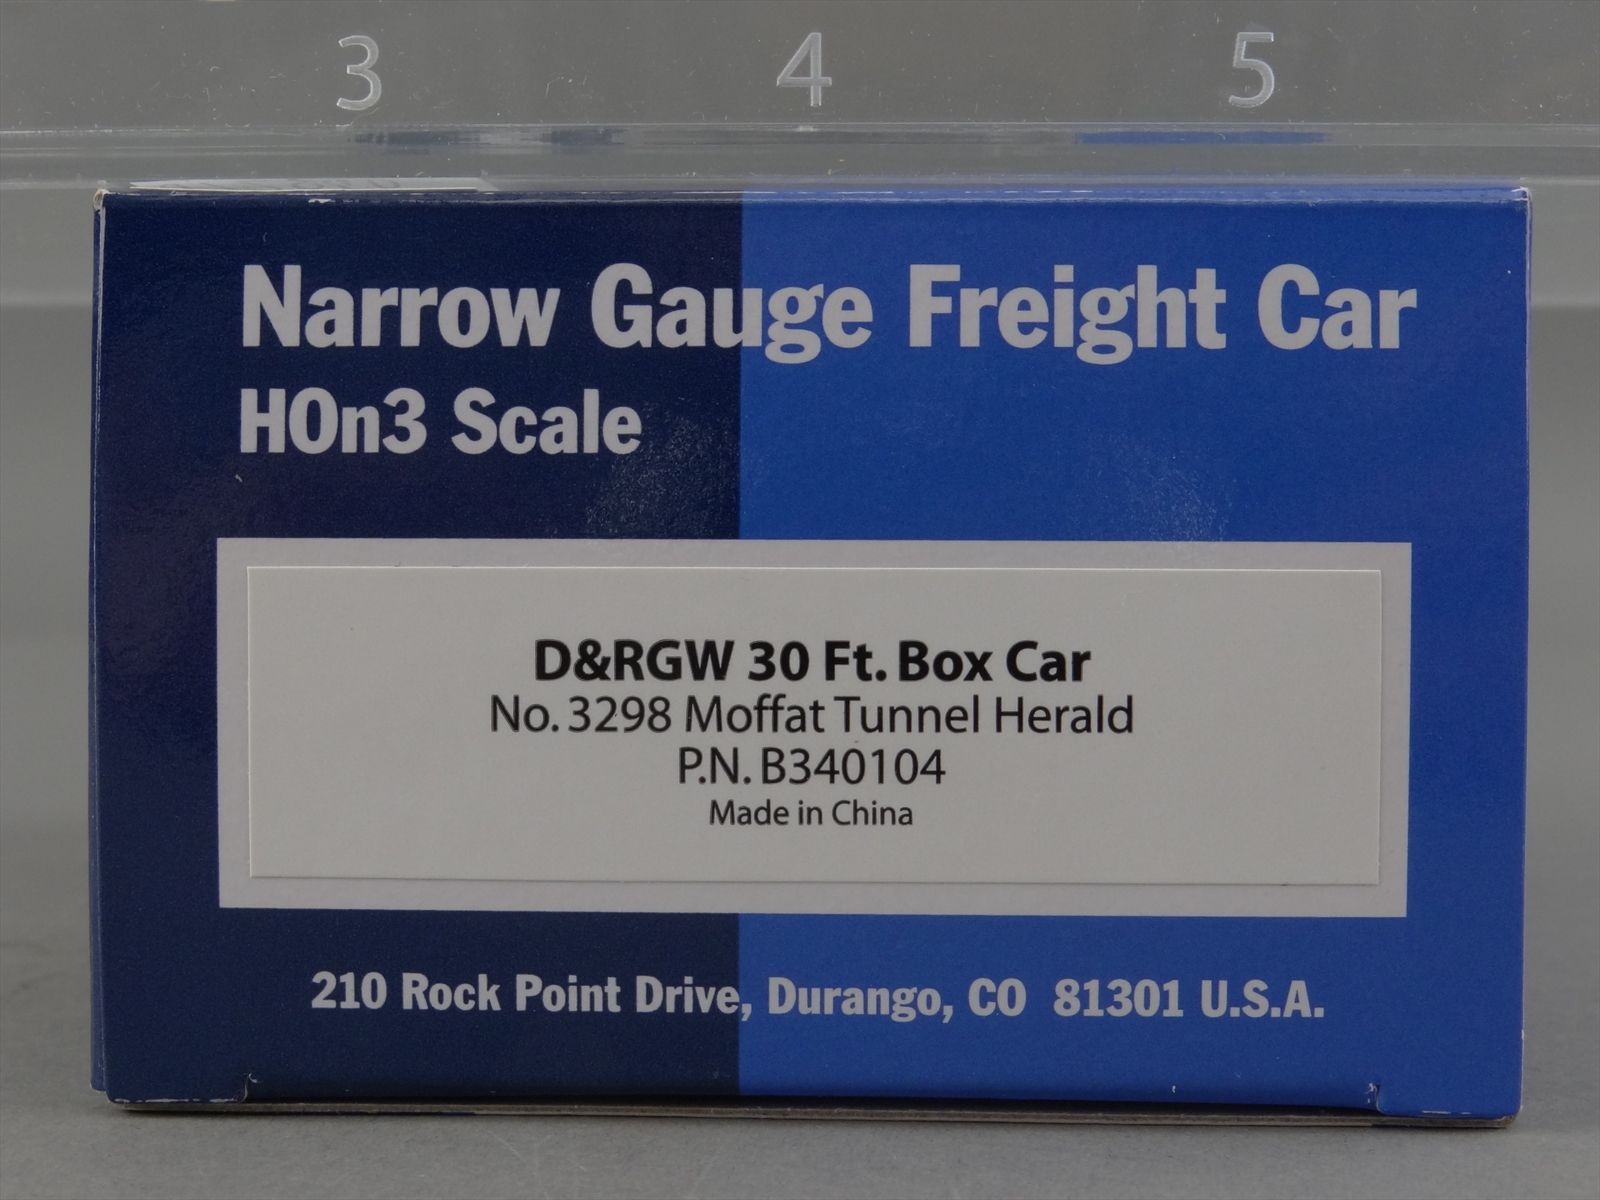 3 4 5
Narrow Gauge Freight Car
HOn3 Scale
D&RGW 30 Ft. Box Car
No. 3298 Moffat Tunnel Herald
P.N. B340104
Made in China
210 Rock Point Drive, Durango, CO 81301 U.S.A.